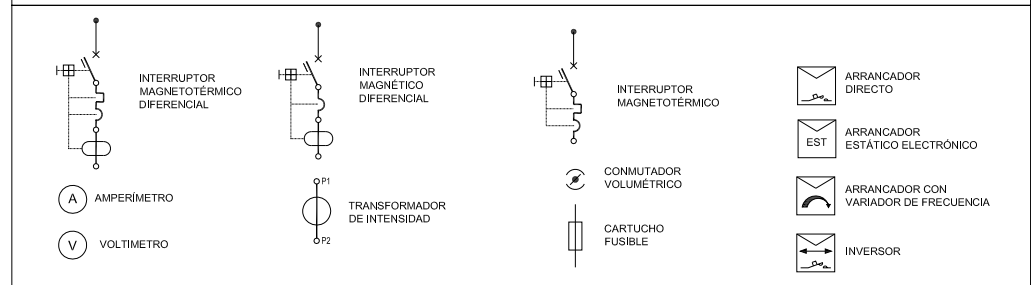 INTERRUPTOR
MAGNETOTÉRMICO
DIFERENCIAL
INTERRUPTOR
MAGNÉTICO
DIFERENCIAL
INTERRUPTOR
MAGNETOTÉRMICO
ARRANCADOR
DIRECTO
EST
ARRANCADOR
ESTÁTICO ELECTRÓNICO
A
AMPERÍMETRO
P1
P2
TRANSFORMADOR
DE INTENSIDAD
CONMUTADOR
VOLUMÉTRICO
ARRANCADOR CON
VARIADOR DE FRECUENCIA
V
VOLTIMETRO
CARTUCHO
FUSIBLE
INVERSOR